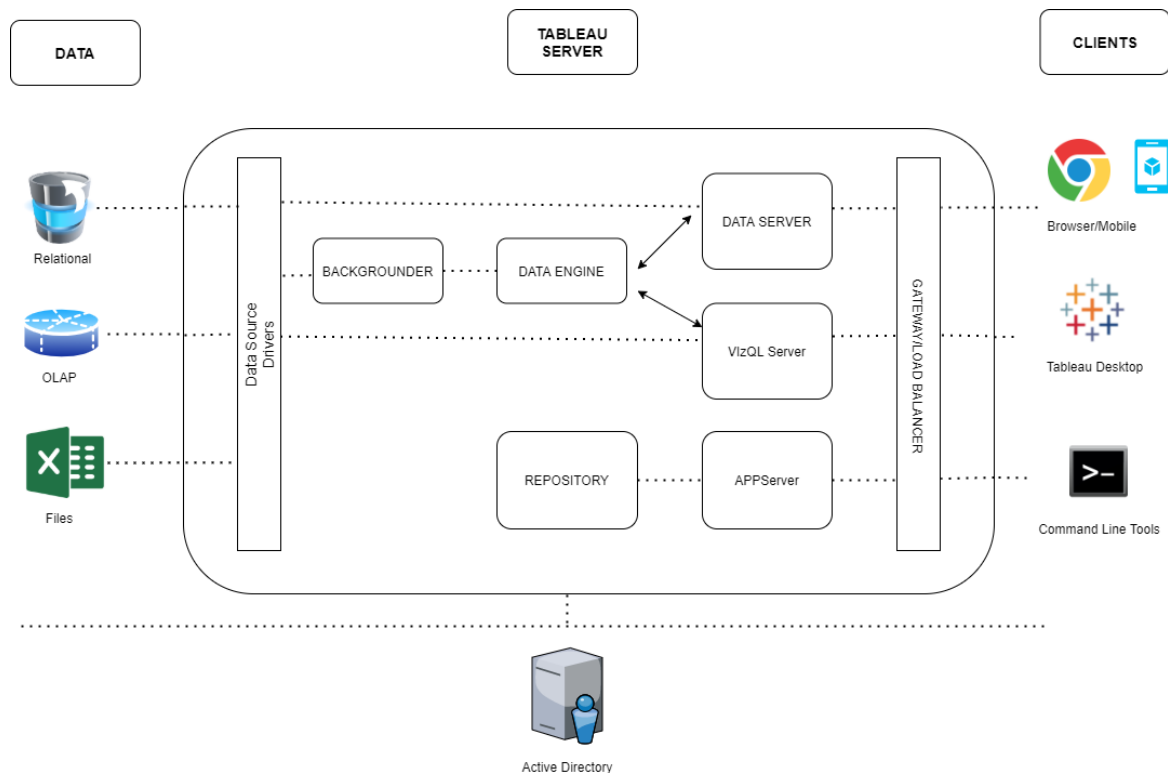 DATA
TABLEAU
SERVER
CLIENTS
Relational
OLAP
Files
Data Source
Drivers
BACKGROUNDER
DATA ENGINE
DATA SERVER
VIzQL Server
REPOSITORY
APPServer
GATEWAY/LOAD BALANCER
Browser/Mobile
Tableau Desktop
>-
Command Line Tools
Active Directory